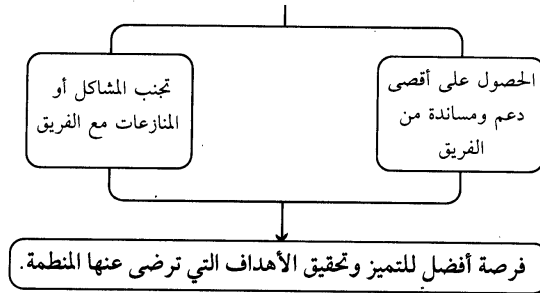 الحصول على أقصى
دعم ومساندة من
الفريق
تجنب المشاكل أو
المنازعات مع الفريق
فرصة أفضل للتميز وتحقيق الأهداف التي ترضى عنها المنطمة.